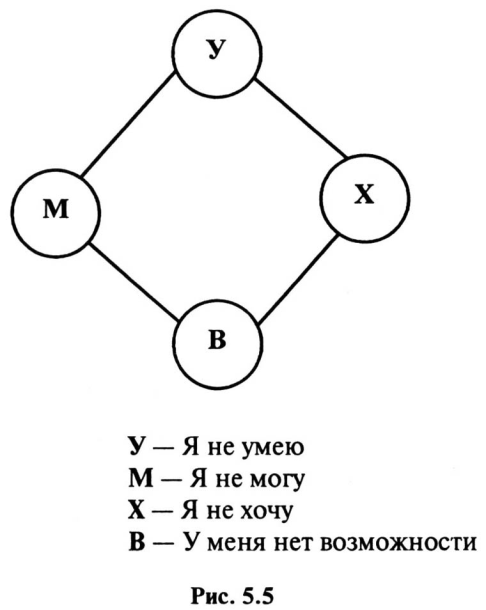 У
М
Х
В
У — Я не умею
М — Я не могу
Х — Я не хочу
В — У меня нет возможности
Рис. 5.5